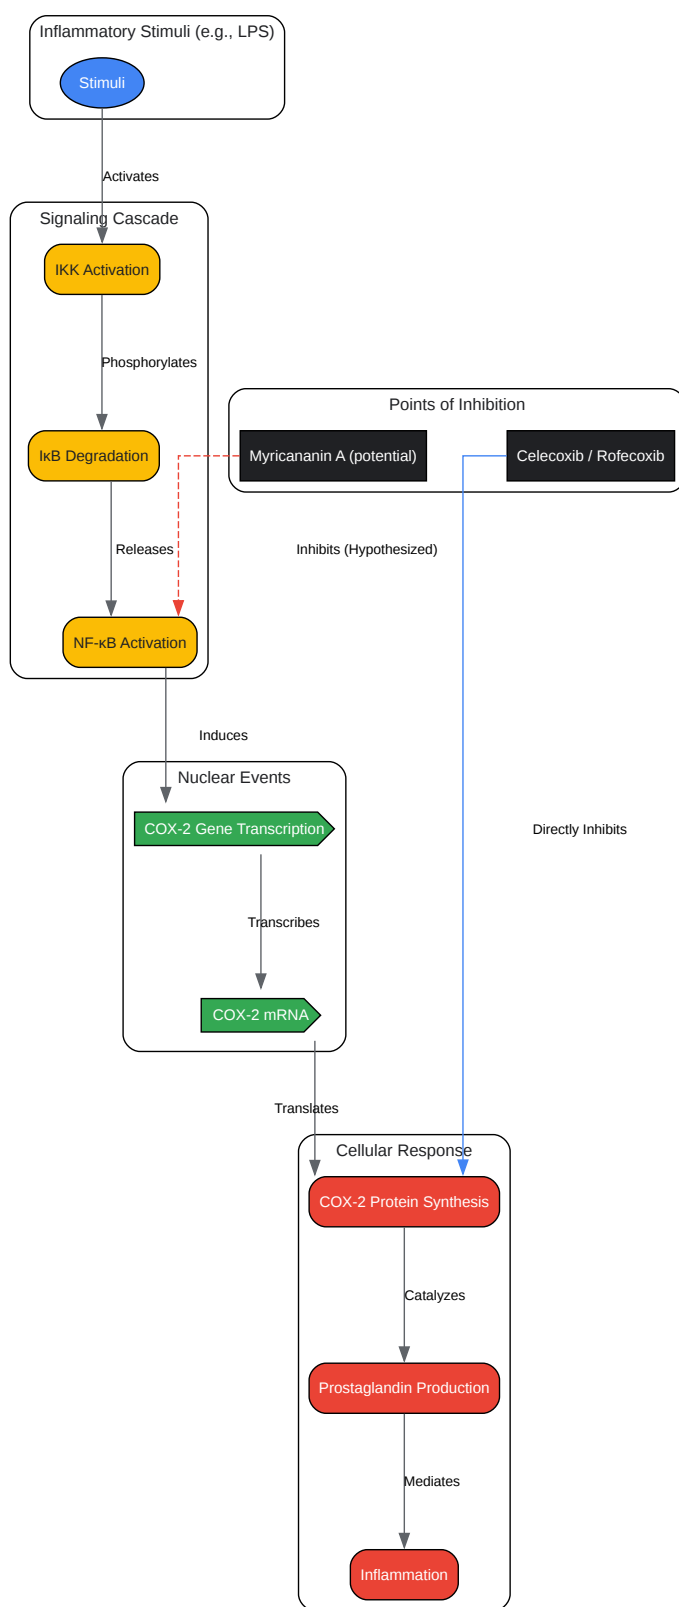 Inflammatory Stimuli (e.g., LPS)
Stimuli
Activates
Signaling Cascade
IKK Activation
Phosphorylates
Points of Inhibition
IκB Degradation
Myricananin A (potential)
Celecoxib / Rofecoxib
Releases
Inhibits (Hypothesized)
NF-κB Activation
Induces
Nuclear Events
COX-2 Gene Transcription
Directly Inhibits
Transcribes
COX-2 mRNA
Translates
Cellular Response
COX-2 Protein Synthesis
Catalyzes
Prostaglandin Production
Mediates
Inflammation